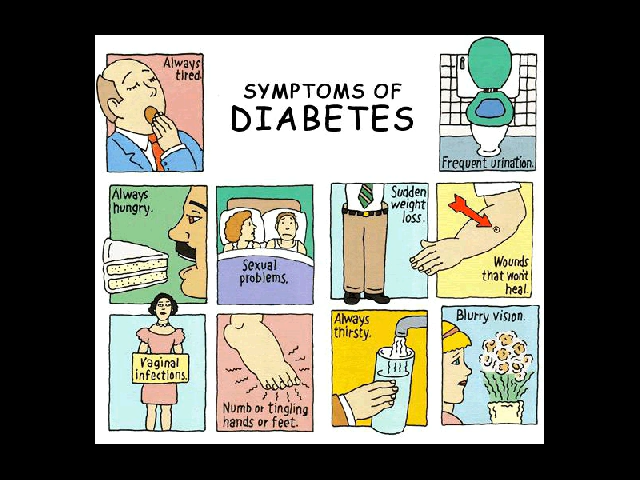 Always
tired.
SYMPTOMS OF
DIABETES
Frequent urination.
Always
hungry.
Sexual
problems.
Sudden
weight
loss.
Wounds
that won't
heal.
Vaginal
infections.
Numb or tingling
hands or feet.
Always
thirsty.
Blurry vision.